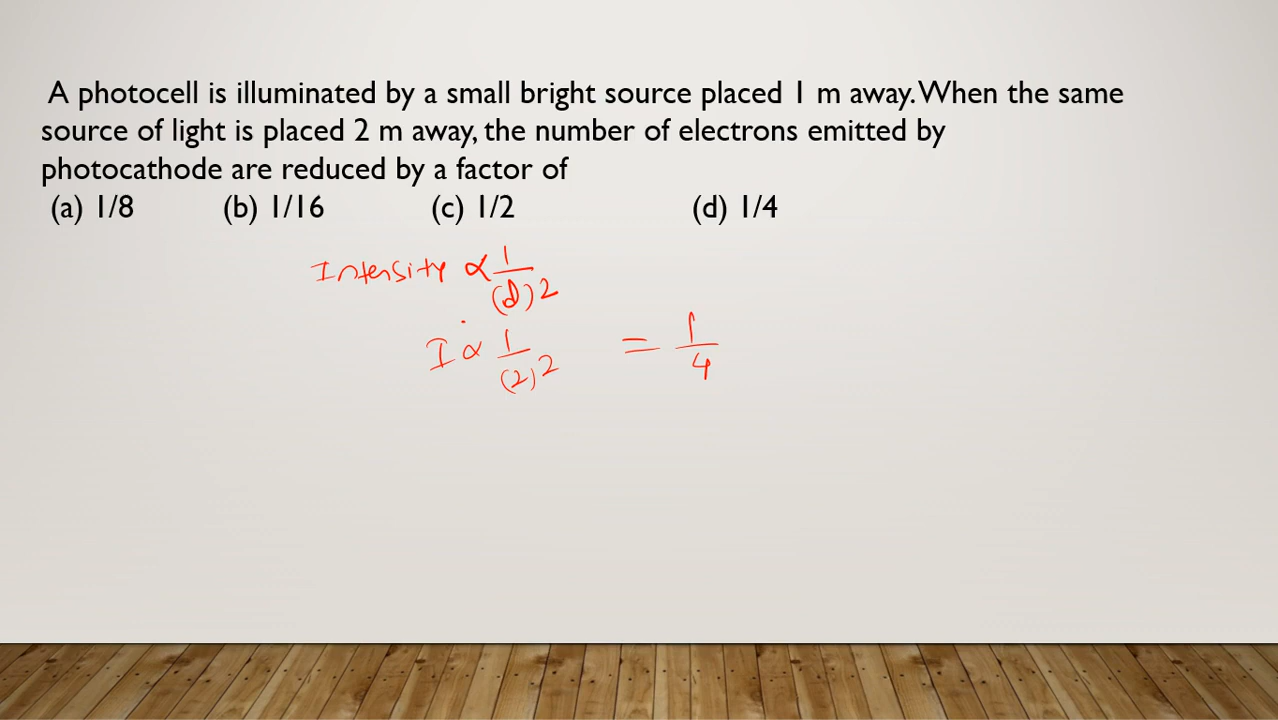 A photocell is illuminated by a small bright source placed 1 m away. When the same
source of light is placed 2 m away, the number of electrons emitted by
photocathode are reduced by a factor of
(a) 1/8 (b) 1/16 (c) 1/2 (d) 1/4
Intensity ∝ 1/(d)2
I ∝ 1/(2)2 = 1/4